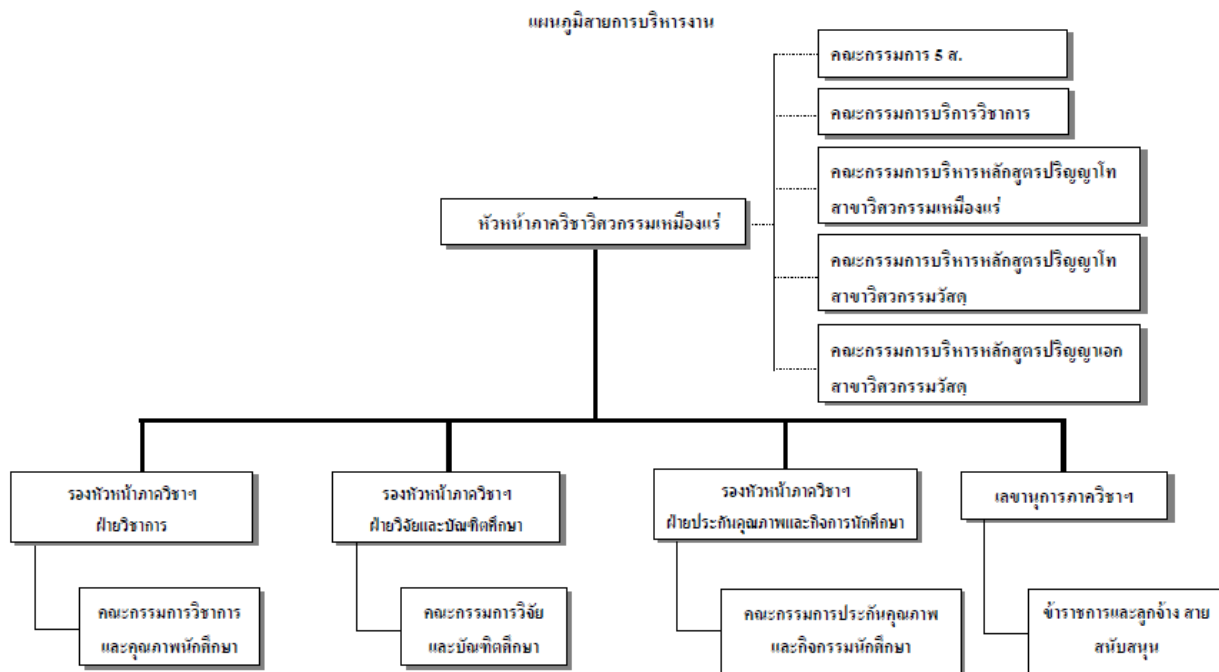 แผนภูมิสายการบริหารงาน
คณะกรรมการ 5 ส.
คณะกรรมการบริการวิชาการ
คณะกรรมการบริหารหลักสูตรปริญญาโท
สาขาวิศวกรรมเหมืองแร่
หัวหน้าภาควิชาวิศวกรรมเหมืองแร่
คณะกรรมการบริหารหลักสูตรปริญญาโท
สาขาวิศวกรรมวัสดุ
คณะกรรมการบริหารหลักสูตรปริญญาเอก
สาขาวิศวกรรมวัสดุ
รองหัวหน้าภาควิชาฯ
ฝ่ายวิชาการ
รองหัวหน้าภาควิชาฯ
ฝ่ายวิจัยและบัณฑิตศึกษา
รองหัวหน้าภาควิชาฯ
ฝ่ายประกันคุณภาพและกิจการนักศึกษา
เลขานุการภาควิชาฯ
คณะกรรมการวิชาการ
และคุณภาพนักศึกษา
คณะกรรมการวิจัย
และบัณฑิตศึกษา
คณะกรรมการประกันคุณภาพ
และกิจกรรมนักศึกษา
ข้าราชการและลูกจ้าง สาย
สนับสนุน